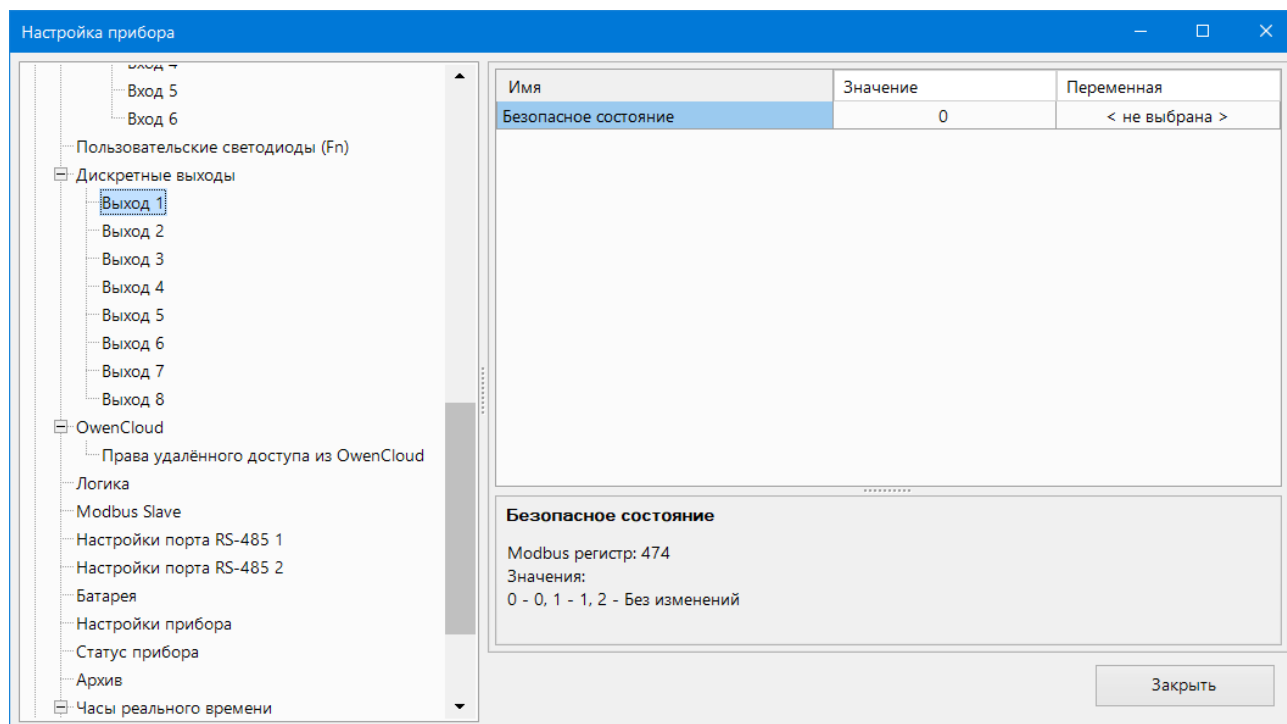 Настройка прибора
Вход 4
Вход 5
Вход 6
Пользовательские светодиоды (Fn)
Дискретные выходы
Выход 1
Выход 2
Выход 3
Выход 4
Выход 5
Выход 6
Выход 7
Выход 8
OwenCloud
Права удалённого доступа из OwenCloud
Логика
Modbus Slave
Настройки порта RS-485 1
Настройки порта RS-485 2
Батарея
Настройки прибора
Статус прибора
Архив
Часы реального времени
Имя Значение Переменная
Безопасное состояние 0 < не выбрана >
Безопасное состояние
Modbus регистр: 474
Значения:
0 - 0, 1 - 1, 2 - Без изменений
Закрыть